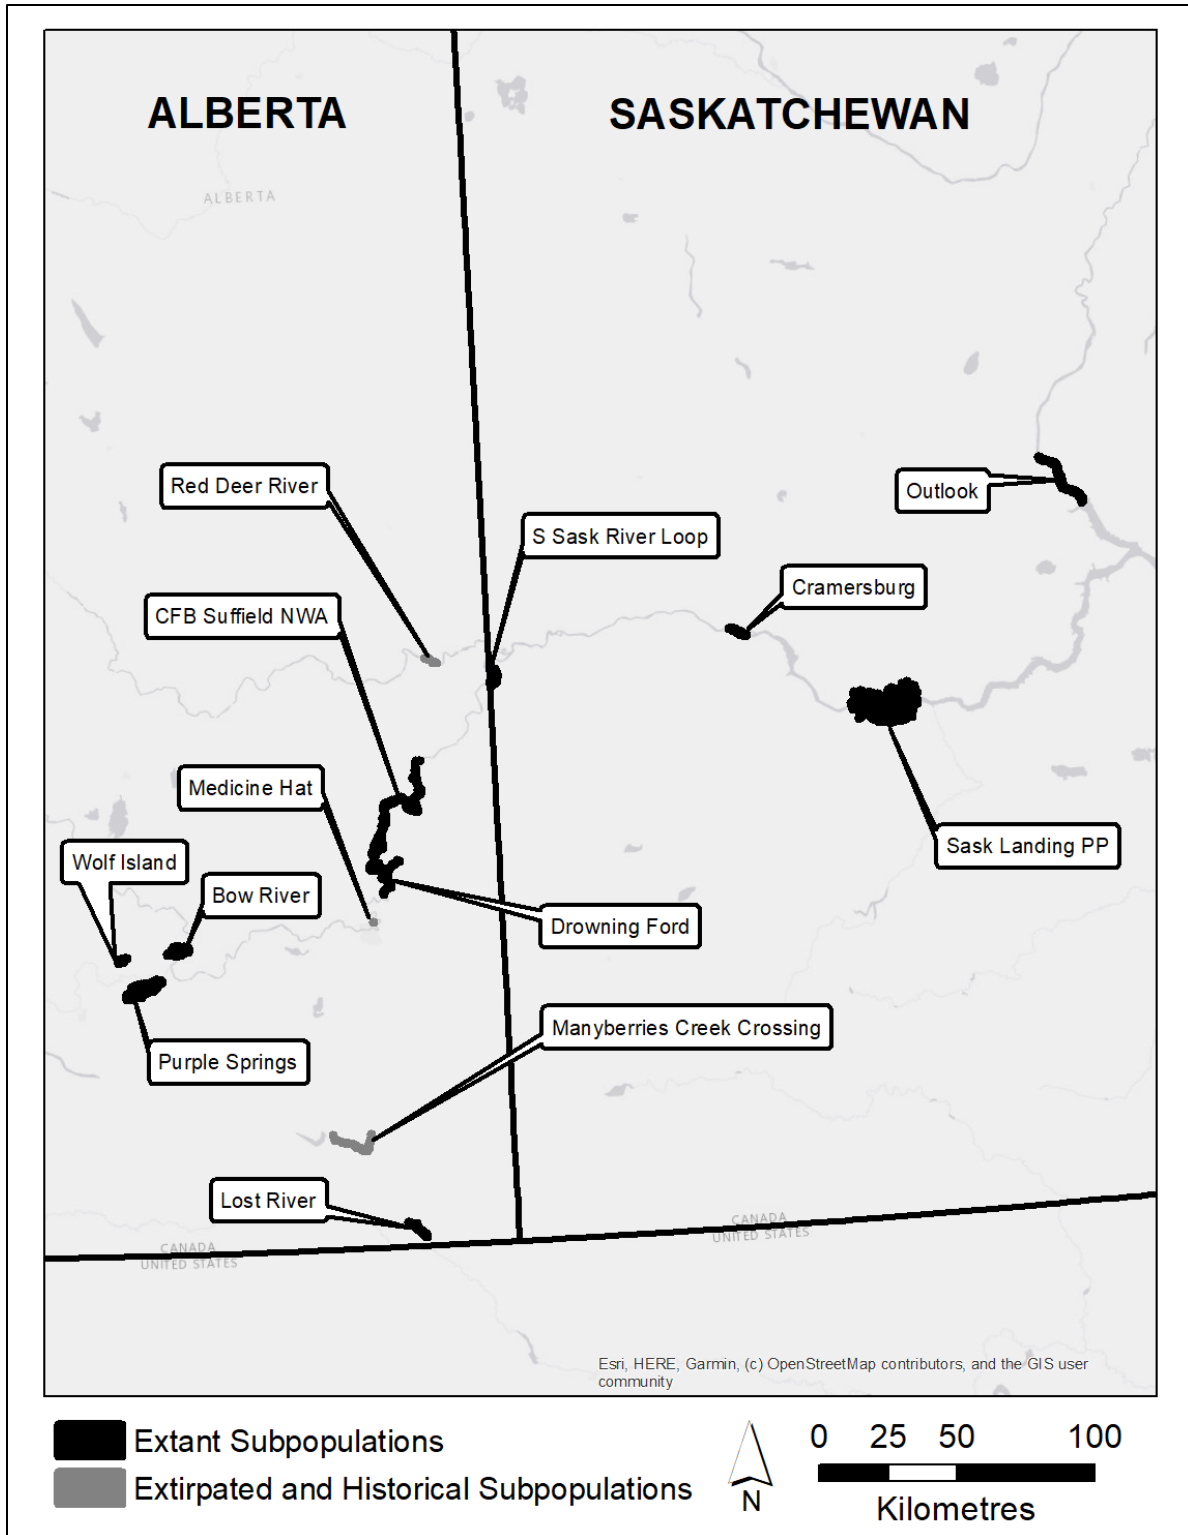 ALBERTA
SASKATCHEWAN
ALBERTA
Red Deer River
Outlook
S Sask River Loop
Cramersburg
CFB Suffield NWA
Medicine Hat
Sask Landing PP
Wolf Island
Bow River
Drowning Ford
Manyberries Creek Crossing
Purple Springs
Lost River
CANADA
UNITED STATES
CANADA
UNITED STATES
Esri, HERE, Garmin, (c) OpenStreetMap contributors, and the GIS user
community
Extant Subpopulations
Extirpated and Historical Subpopulations
N
0 25 50 100
Kilometres